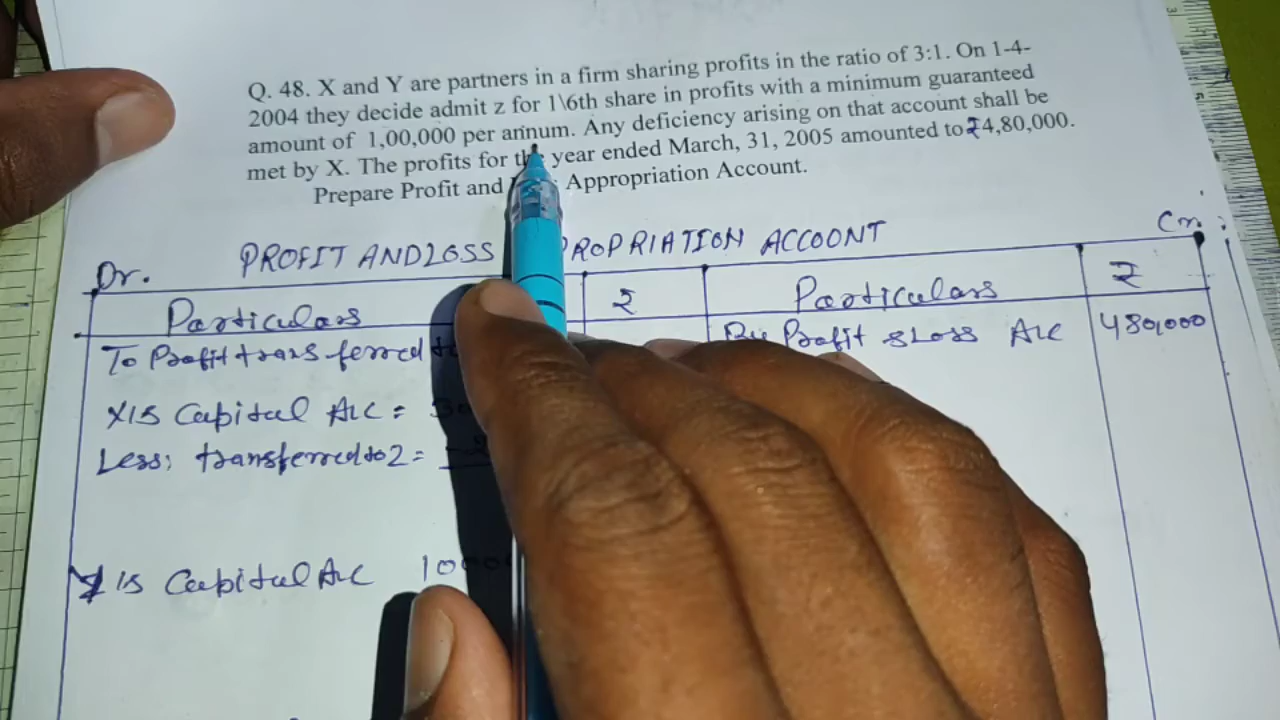 Q. 48. X and Y are partners in a firm sharing profits in the ratio of 3:1. On 1-4-
2004 they decide admit z for 1\6th share in profits with a minimum guaranteed
amount of 1,00,000 per annum. Any deficiency arising on that account shall be
met by X. The profits for year ended March, 31, 2005 amounted to ₹4,80,000.
Prepare Profit and Appropriation Account.
Dr. PROFIT AND LOSS PROPRIATION ACCOONT Cr.
Particulars ₹ Particulars ₹
To Profit transferred By Profit & Loss A/C 480,000
X is Capital A/C =
Less: transferred to Z =
Y is Capital A/C 1000